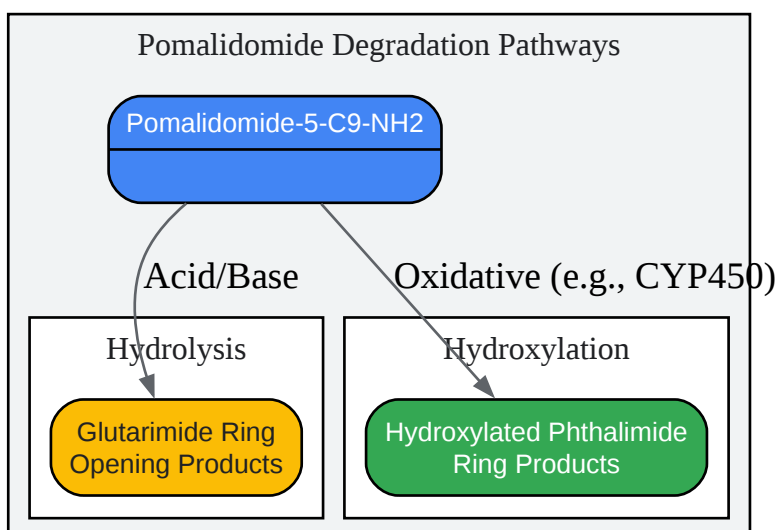 Pomalidomide Degradation Pathways
Pomalidomide-5-C9-NH2
Acid/Base
Oxidative (e.g., CYP450)
Hydrolysis
Hydroxylation
Glutarimide Ring
Opening Products
Hydroxylated Phthalimide
Ring Products